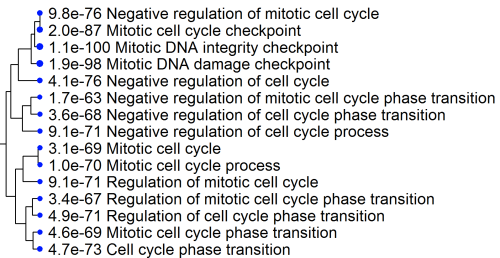 9.8e-76 Negative regulation of mitotic cell cycle
2.0e-87 Mitotic cell cycle checkpoint
1.1e-100 Mitotic DNA integrity checkpoint
1.9e-98 Mitotic DNA damage checkpoint
4.1e-76 Negative regulation of cell cycle
1.7e-63 Negative regulation of mitotic cell cycle phase transition
3.6e-68 Negative regulation of cell cycle phase transition
9.1e-71 Negative regulation of cell cycle process
3.1e-69 Mitotic cell cycle
1.0e-70 Mitotic cell cycle process
9.1e-71 Regulation of mitotic cell cycle
3.4e-67 Regulation of mitotic cell cycle phase transition
4.9e-71 Regulation of cell cycle phase transition
4.6e-69 Mitotic cell cycle phase transition
4.7e-73 Cell cycle phase transition